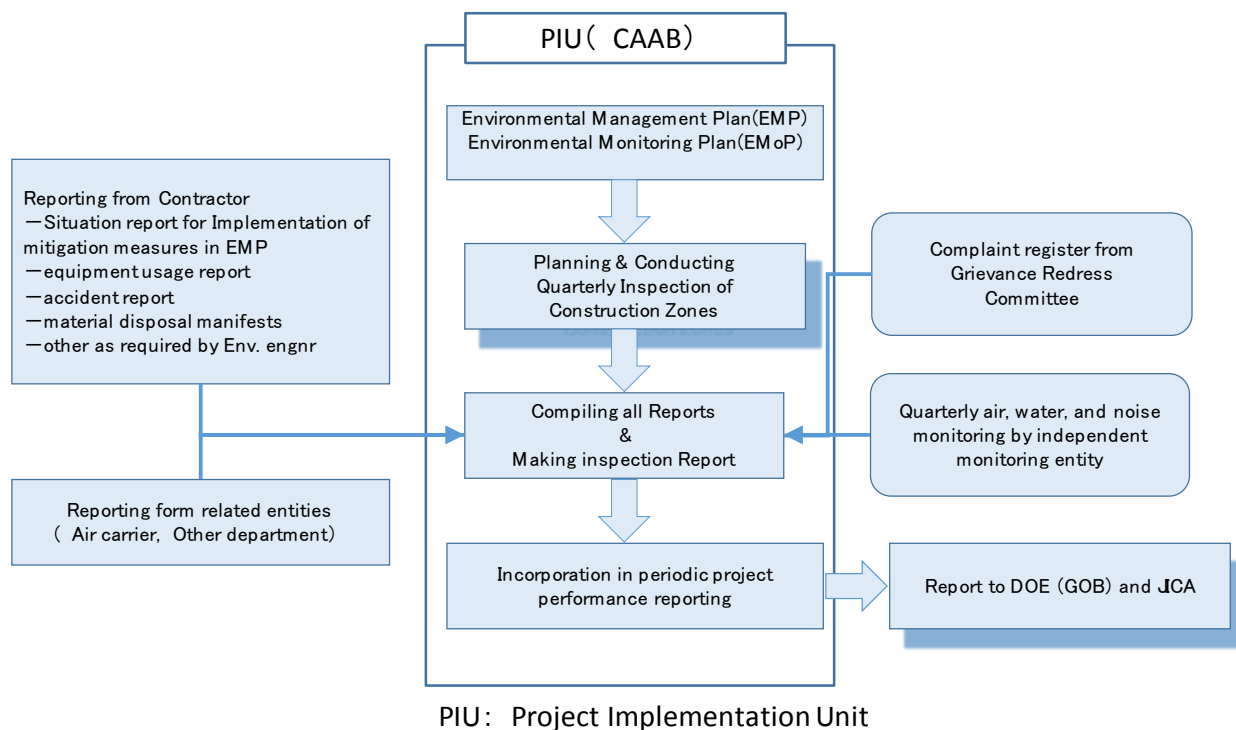 PIU( CAAB)
Environmental Management Plan(EMP)
Environmental Monitoring Plan(EMoP)
Reporting from Contractor
－Situation report for Implementation of
mitigation measures in EMP
－equipment usage report
－accident report
－material disposal manifests
－other as required by Env. engnr
Planning & Conducting
Quarterly Inspection of
Construction Zones
Complaint register from
Grievance Redress
Committee
Compiling all Reports
&
Making inspection Report
Quarterly air, water, and noise
monitoring by independent
monitoring entity
Reporting form related entities
( Air carrier, Other department)
Incorporation in periodic project
performance reporting
Report to DOE (GOB) and JICA
PIU: Project Implementation Unit